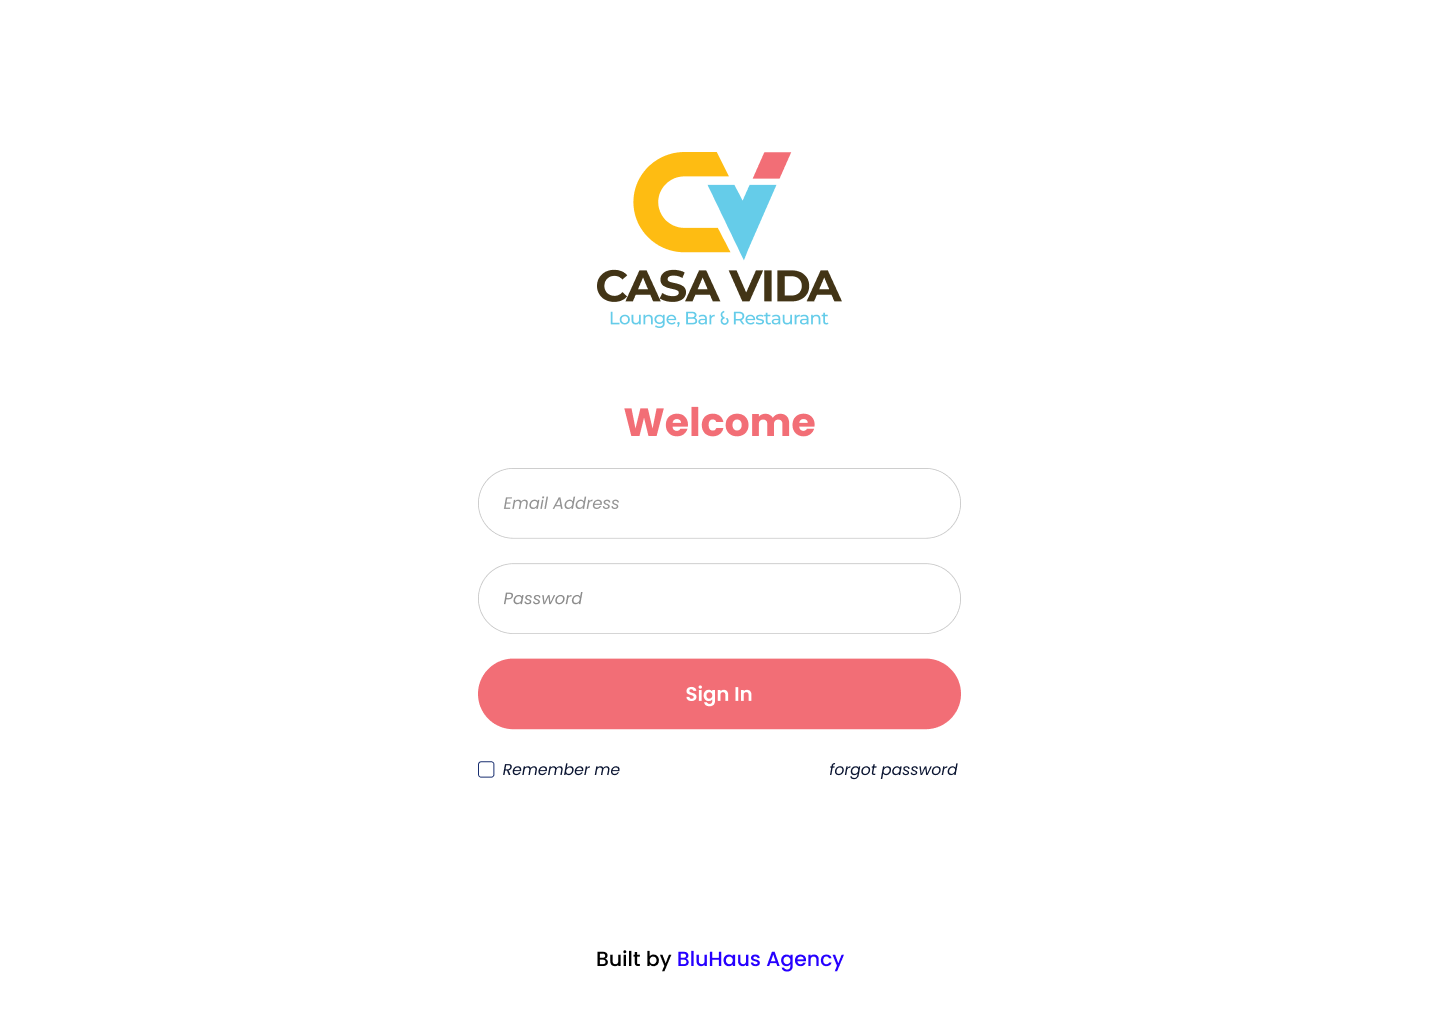 CV
CASA VIDA
Lounge, Bar & Restaurant
Welcome
Email Address
Password
Sign In
Remember me
forgot password
Built by BluHaus Agency